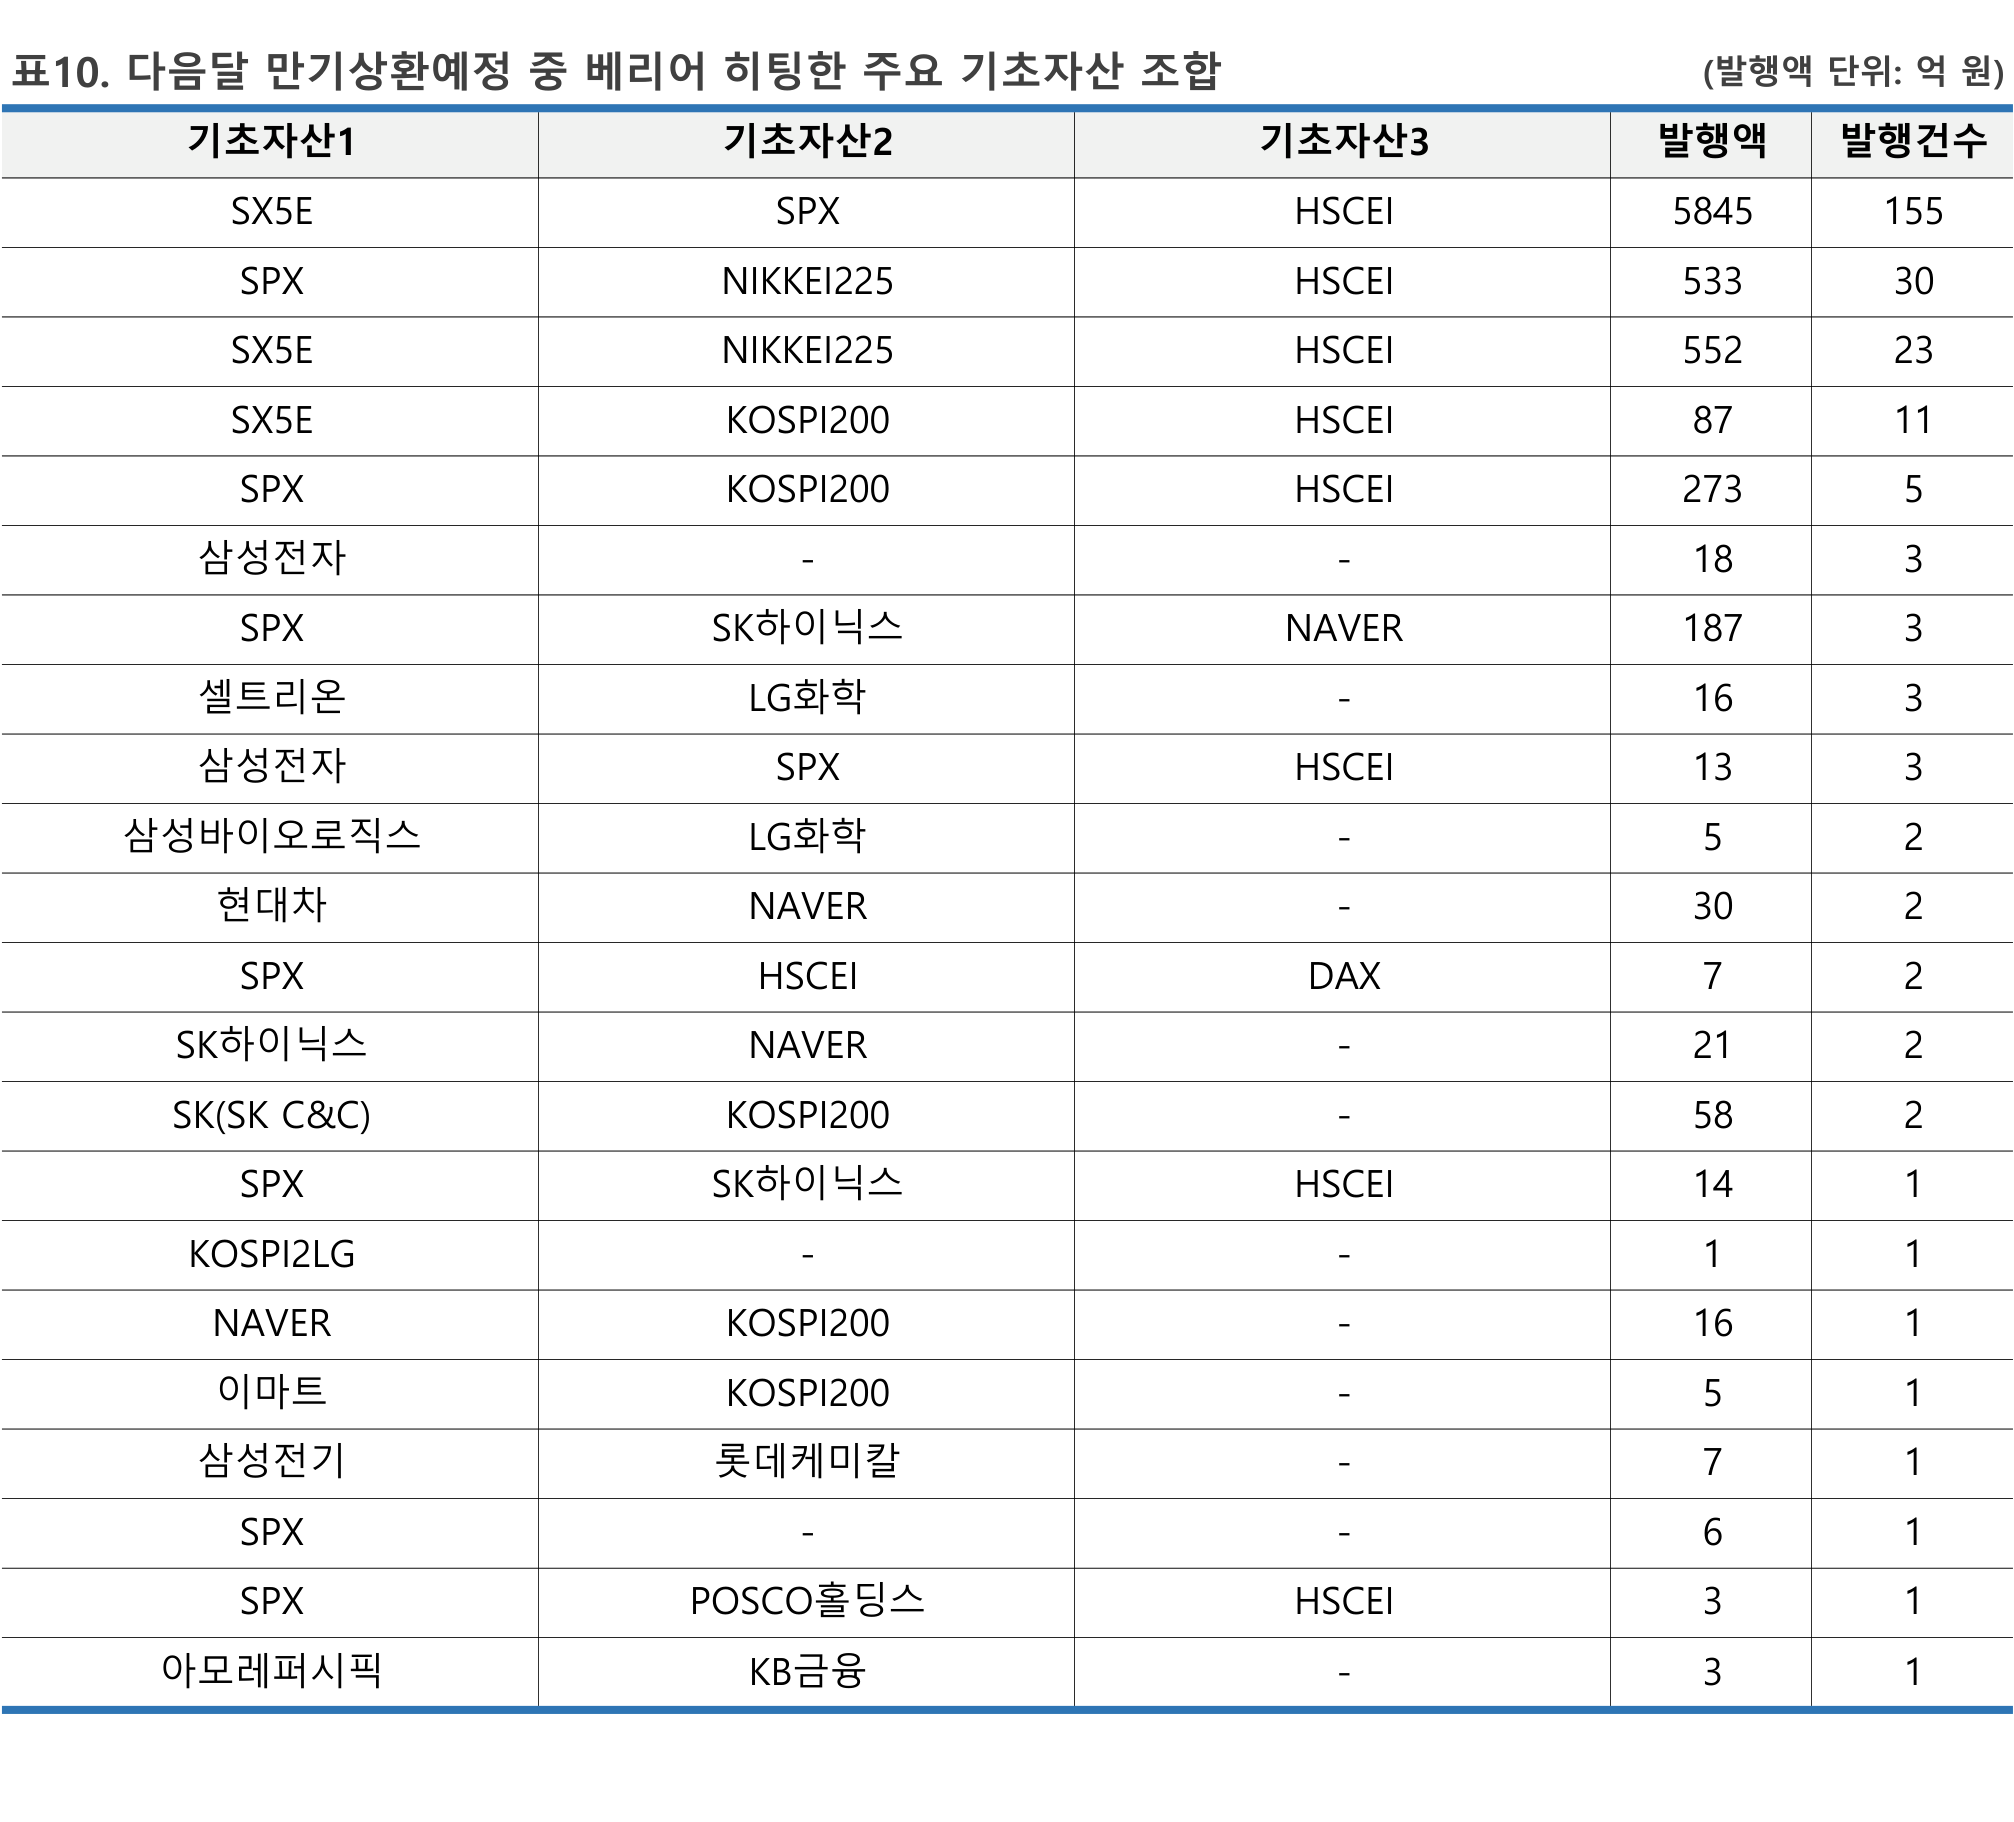 표10. 다음달 만기상환예정 중 베리어 히팅한 주요 기초자산 조합 (발행액 단위: 억 원)
기초자산1 기초자산2 기초자산3 발행액 발행건수
SX5E SPX HSCEI 5845 155
SPX NIKKEI225 HSCEI 533 30
SX5E NIKKEI225 HSCEI 552 23
SX5E KOSPI200 HSCEI 87 11
SPX KOSPI200 HSCEI 273 5
삼성전자 - - 18 3
SPX SK하이닉스 NAVER 187 3
셀트리온 LG화학 - 16 3
삼성전자 SPX HSCEI 13 3
삼성바이오로직스 LG화학 - 5 2
현대차 NAVER - 30 2
SPX HSCEI DAX 7 2
SK하이닉스 NAVER - 21 2
SK(SK C&C) KOSPI200 - 58 2
SPX SK하이닉스 HSCEI 14 1
KOSPI2LG - - 1 1
NAVER KOSPI200 - 16 1
이마트 KOSPI200 - 5 1
삼성전기 롯데케미칼 - 7 1
SPX - - 6 1
SPX POSCO홀딩스 HSCEI 3 1
아모레퍼시픽 KB금융 - 3 1